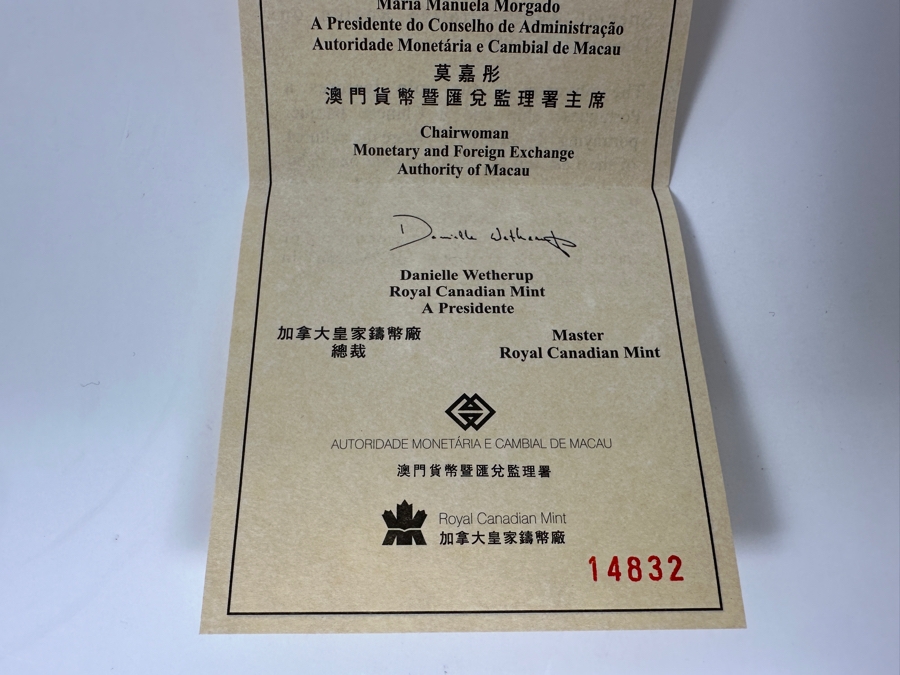 Maria Manuela Morgado
A Presidente do Conselho de Administração
Autoridade Monetária e Cambial de Macau
莫嘉彤
澳門貨幣暨匯兌監理署主席
Chairwoman
Monetary and Foreign Exchange
Authority of Macau
Danielle Wetherup
Danielle Wetherup
Royal Canadian Mint
A Presidente
加拿大皇家鑄幣廠
總裁
Master
Royal Canadian Mint
AUTORIDADE MONETÁRIA E CAMBIAL DE MACAU
澳門貨幣暨匯兌監理署
Royal Canadian Mint
加拿大皇家鑄幣廠
14832